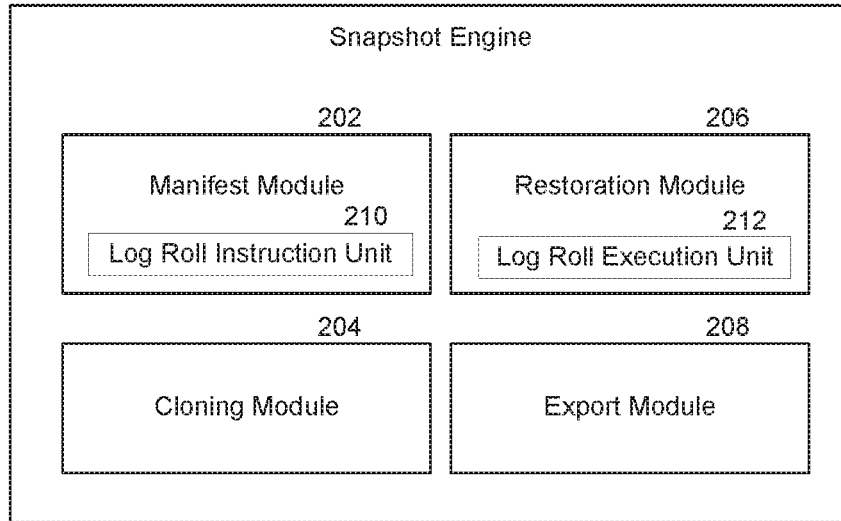 Snapshot Engine
202
206
Manifest Module
Restoration Module
210
212
Log Roll Instruction Unit
Log Roll Execution Unit
204
208
Cloning Module
Export Module